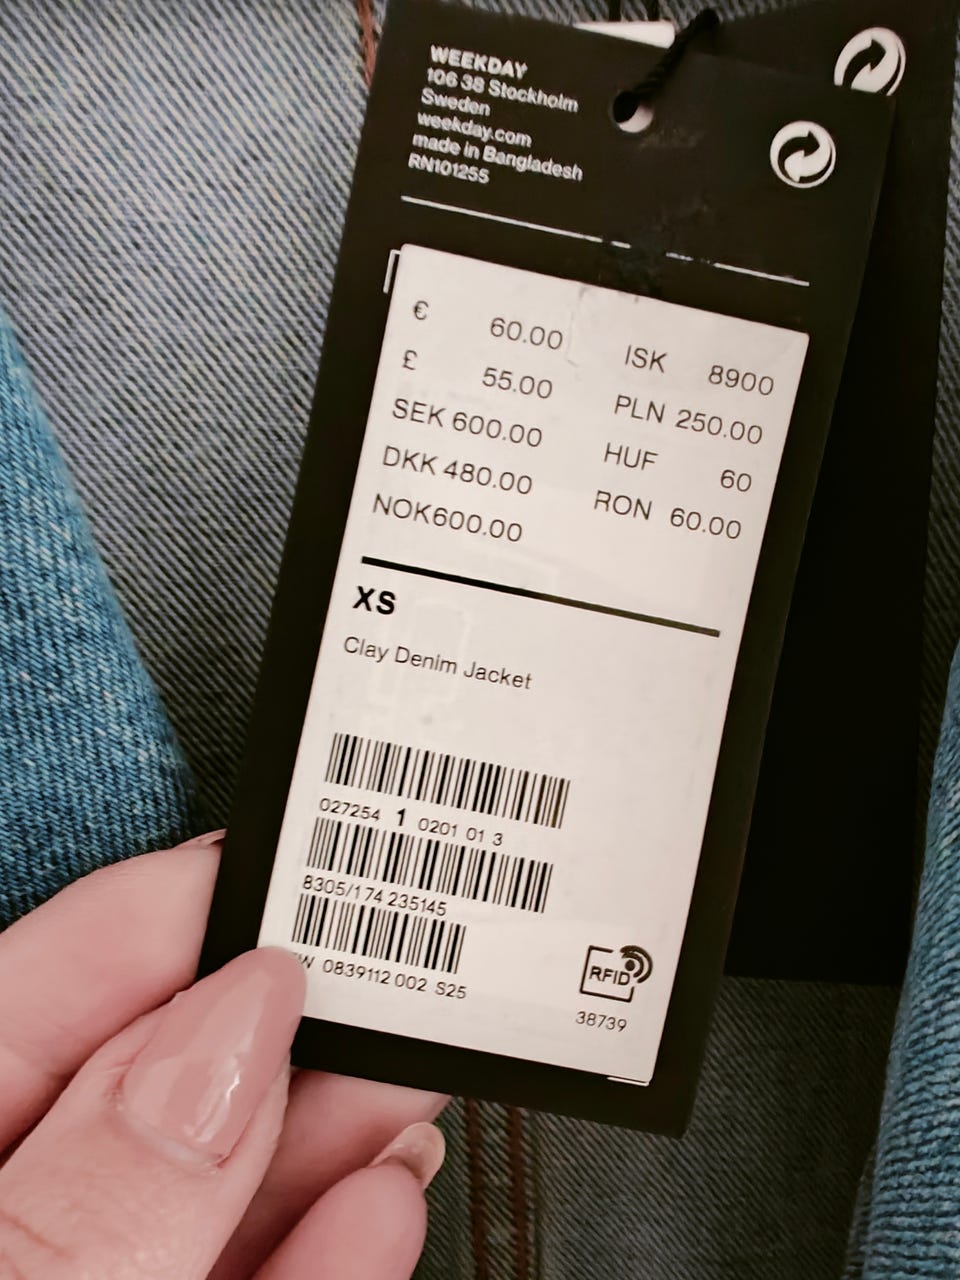 WEEKDAY
106 38 Stockholm
Sweden
weekday.com
made in Bangladesh
RN101255
€ 60.00
£ 55.00
SEK 600.00
DKK 480.00
NOK600.00
ISK 8900
PLN 250.00
HUF 60
RON 60.00
XS
Clay Denim Jacket
027254 1 0201 01 3
8305/174 235145
0839112 002 S25
RFID
38739